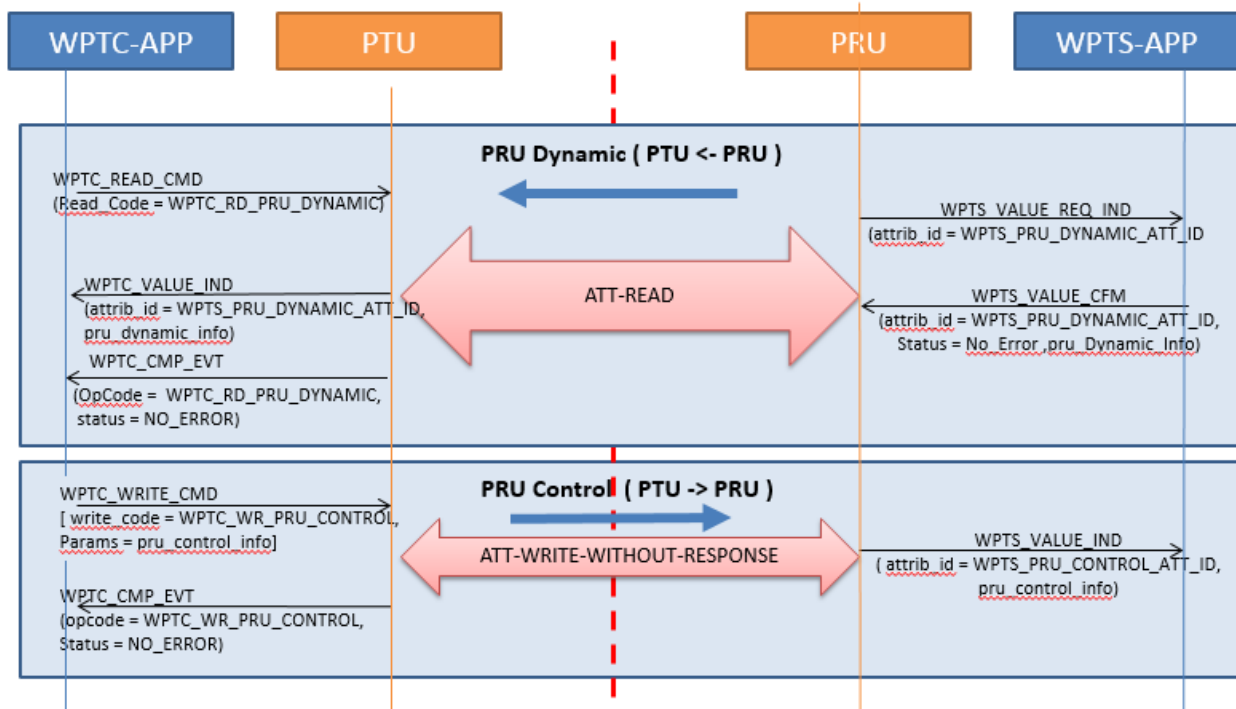 WPTC-APP
PTU
PRU
WPTS-APP
PRU Dynamic ( PTU <- PRU )
WPTC_READ_CMD
(Read_Code = WPTC_RD_PRU_DYNAMIC)
WPTS_VALUE_REQ_IND
(attrib_id = WPTS_PRU_DYNAMIC_ATT_ID
ATT-READ
WPTC_VALUE_IND
(attrib_id = WPTS_PRU_DYNAMIC_ATT_ID,
pru_dynamic_info)
WPTS_VALUE_CFM
(attrib_id = WPTS_PRU_DYNAMIC_ATT_ID,
Status = No_Error ,pru_Dynamic_Info)
WPTC_CMP_EVT
(OpCode = WPTC_RD_PRU_DYNAMIC,
status = NO_ERROR)
PRU Control ( PTU -> PRU )
WPTC_WRITE_CMD
[ write_code = WPTC_WR_PRU_CONTROL,
Params = pru_control_info]
ATT-WRITE-WITHOUT-RESPONSE
WPTS_VALUE_IND
( attrib_id = WPTS_PRU_CONTROL_ATT_ID,
pru_control_info)
WPTC_CMP_EVT
(opcode = WPTC_WR_PRU_CONTROL,
Status = NO_ERROR)